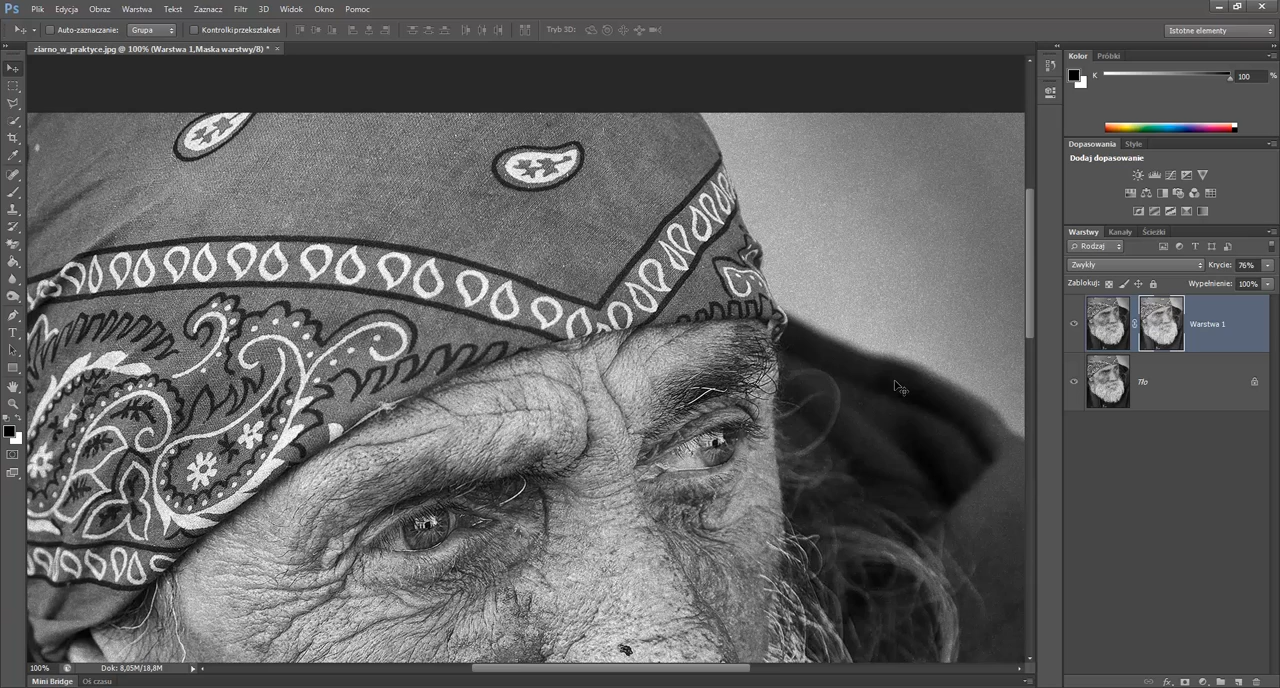 Ps Plik Edycja Obraz Warstwa Tekst Zaznacz Filtr 3D Widok Okno Pomoc
Auto-zaznaczanie: Grupa Kontrolki przekształceń Tryb 3D: Istotne elementy
ziarno_w_praktyce.jpg @ 100% (Warstwa 1,Maska warstwy/8) * ×
Kolor Próbki
K 100 %
Dopasowania Style
Dodaj dopasowanie
Warstwy Kanały Ścieżki
Rodzaj
Zwykły Krycie: 76%
Zablokuj: Wypełnienie: 100%
Warstwa 1
Tło
100% Dok: 8,05M/18,8M
Mini Bridge Oś czasu